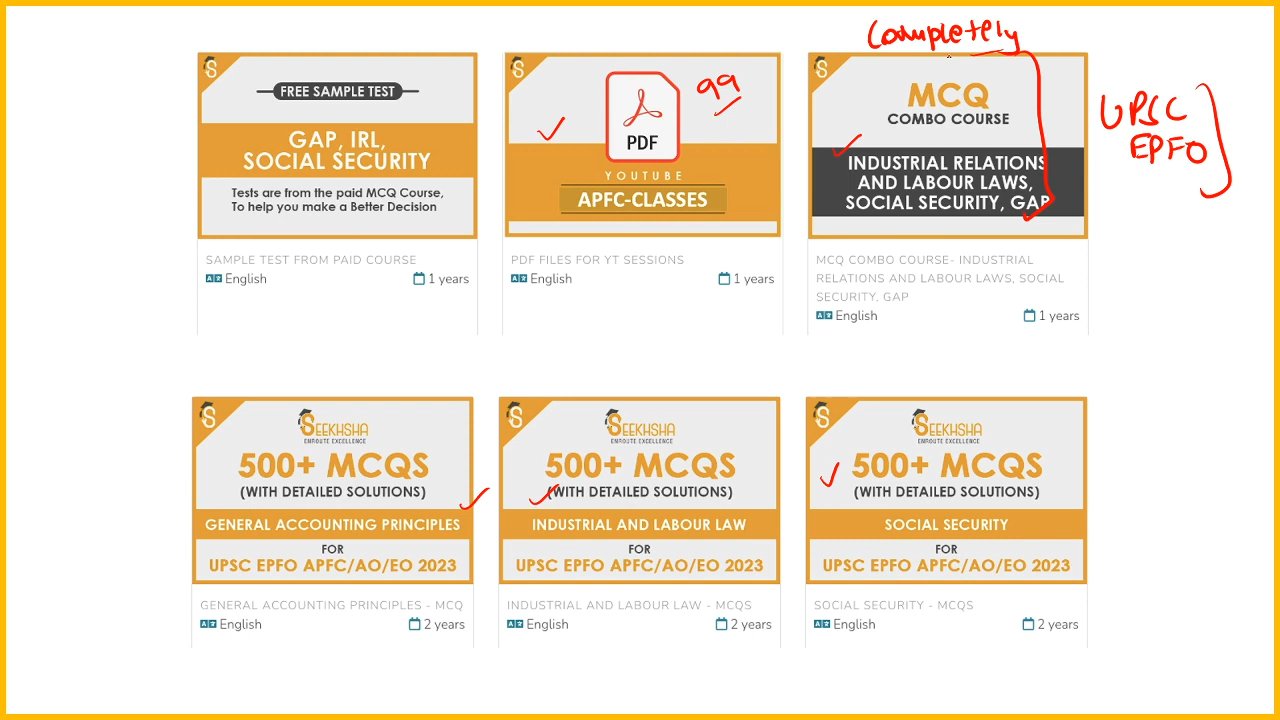 Completely
FREE SAMPLE TEST
GAP, IRL,
SOCIAL SECURITY
Tests are from the paid MCQ Course,
To help you make a Better Decision
SAMPLE TEST FROM PAID COURSE
English 1 years
99
PDF
YOUTUBE
APFC-CLASSES
PDF FILES FOR YT SESSIONS
English 1 years
MCQ
COMBO COURSE
INDUSTRIAL RELATIONS
AND LABOUR LAWS,
SOCIAL SECURITY, GAP
MCQ COMBO COURSE- INDUSTRIAL
RELATIONS AND LABOUR LAWS, SOCIAL
SECURITY, GAP
English 1 years
UPSC
EPFO
SEEKHSHA
ENROUTE EXCELLENCE
500+ MCQS
(WITH DETAILED SOLUTIONS)
GENERAL ACCOUNTING PRINCIPLES
FOR
UPSC EPFO APFC/AO/EO 2023
GENERAL ACCOUNTING PRINCIPLES - MCQ
English 2 years
SEEKHSHA
ENROUTE EXCELLENCE
500+ MCQS
(WITH DETAILED SOLUTIONS)
INDUSTRIAL AND LABOUR LAW
FOR
UPSC EPFO APFC/AO/EO 2023
INDUSTRIAL AND LABOUR LAW - MCQS
English 2 years
SEEKHSHA
ENROUTE EXCELLENCE
500+ MCQS
(WITH DETAILED SOLUTIONS)
SOCIAL SECURITY
FOR
UPSC EPFO APFC/AO/EO 2023
SOCIAL SECURITY - MCQS
English 2 years